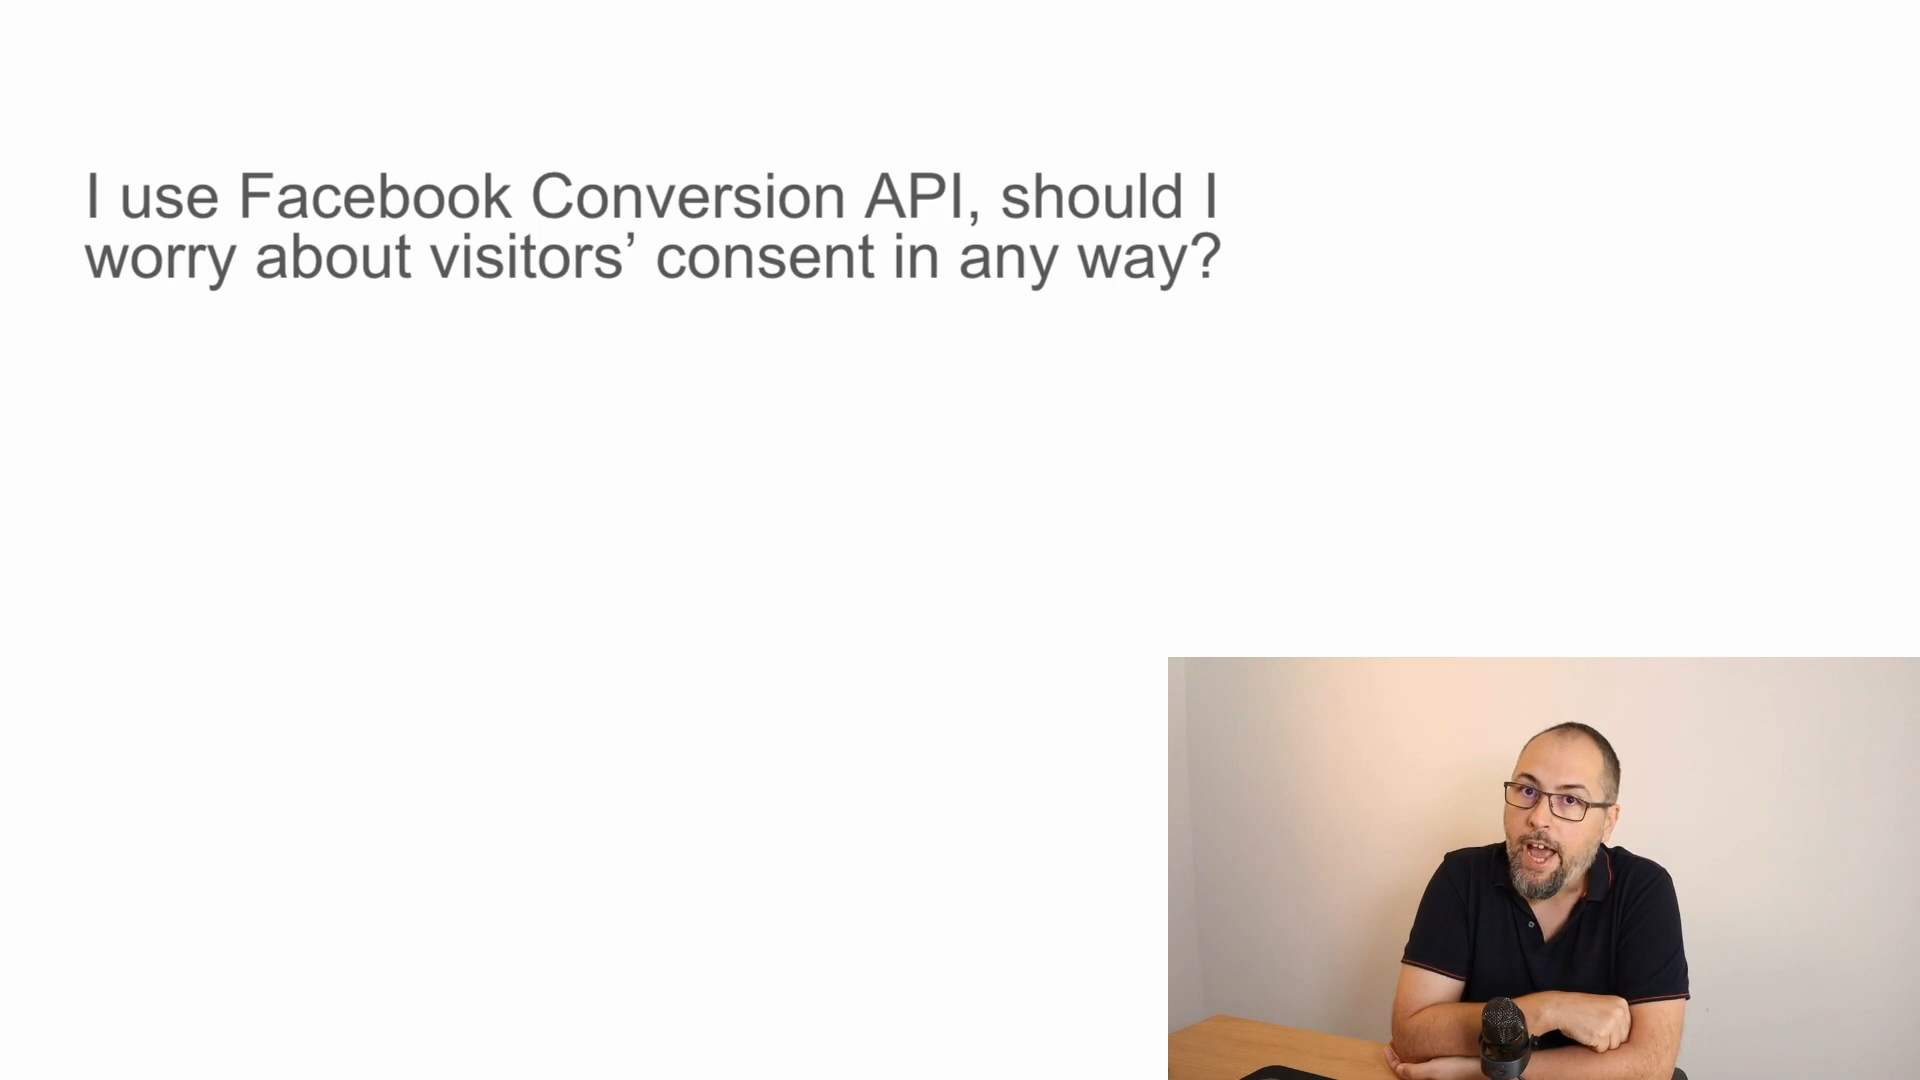 I use Facebook Conversion API, should I
worry about visitors’ consent in any way?